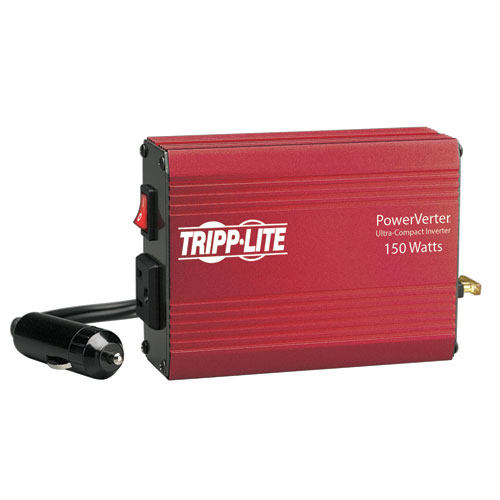 TRIPP·LITE
PowerVerter
Ultra-Compact Inverter
150 Watts